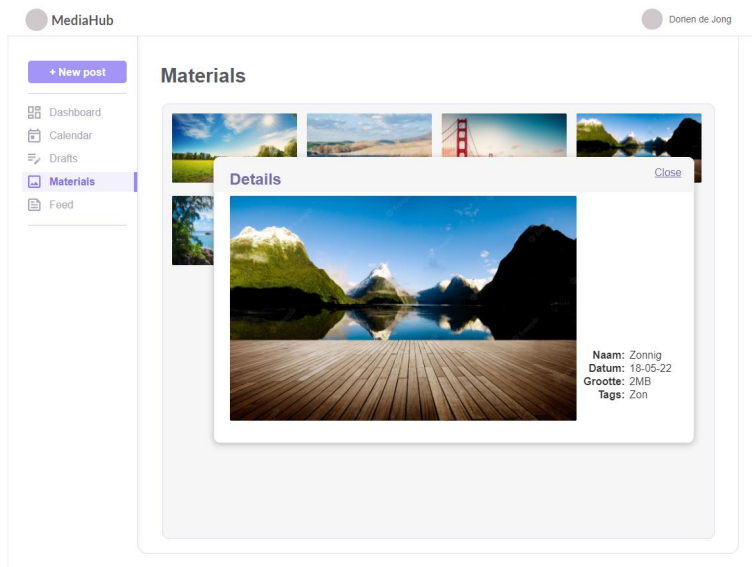 MediaHub
Dorien de Jong
+ New post
Dashboard
Calendar
Drafts
Materials
Feed
Materials
Details
Close
Naam: Zonnig
Datum: 18-05-22
Grootte: 2MB
Tags: Zon